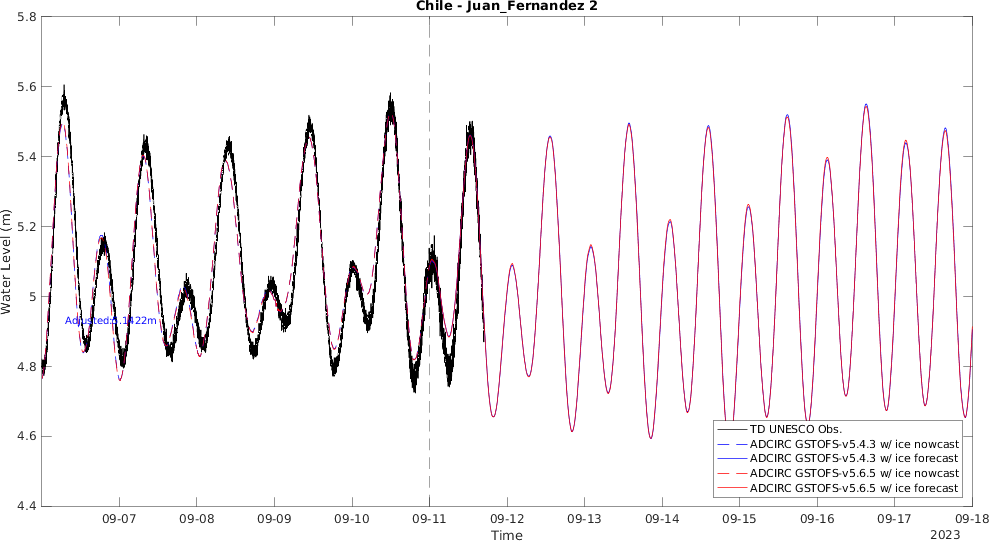 Chile - Juan_Fernandez 2
5.8
5.6
5.4
5.2
5
4.8
4.6
4.4
Water Level (m)
TD UNESCO Obs.
ADCIRC GSTOFS-v5.4.3 w/ ice nowcast
ADCIRC GSTOFS-v5.4.3 w/ ice forecast
ADCIRC GSTOFS-v5.6.5 w/ ice nowcast
ADCIRC GSTOFS-v5.6.5 w/ ice forecast
09-07 09-08 09-09 09-10 09-11 09-12 09-13 09-14 09-15 09-16 09-17 09-18
Time
2023